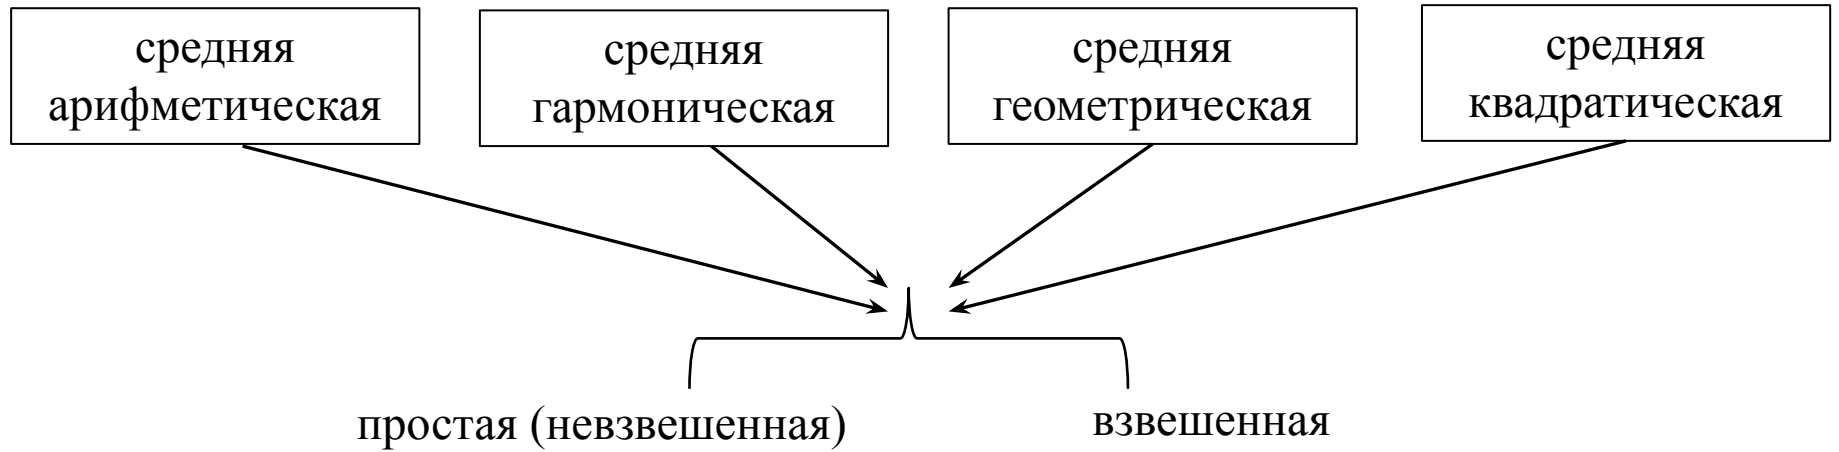 средняя
арифметическая
средняя
гармоническая
средняя
геометрическая
средняя
квадратическая
простая (невзвешенная)
взвешенная